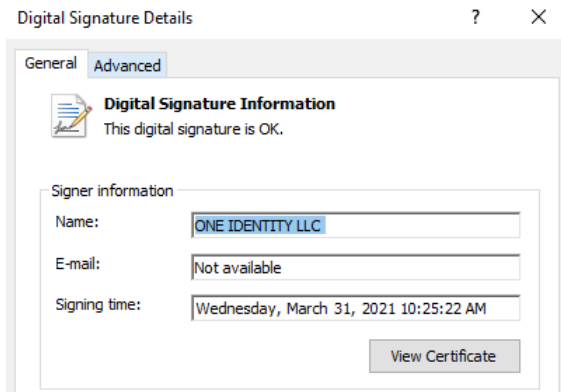 Digital Signature Details ? ×
General Advanced
Digital Signature Information
This digital signature is OK.
Signer information
Name: ONE IDENTITY LLC
E-mail: Not available
Signing time: Wednesday, March 31, 2021 10:25:22 AM
View Certificate